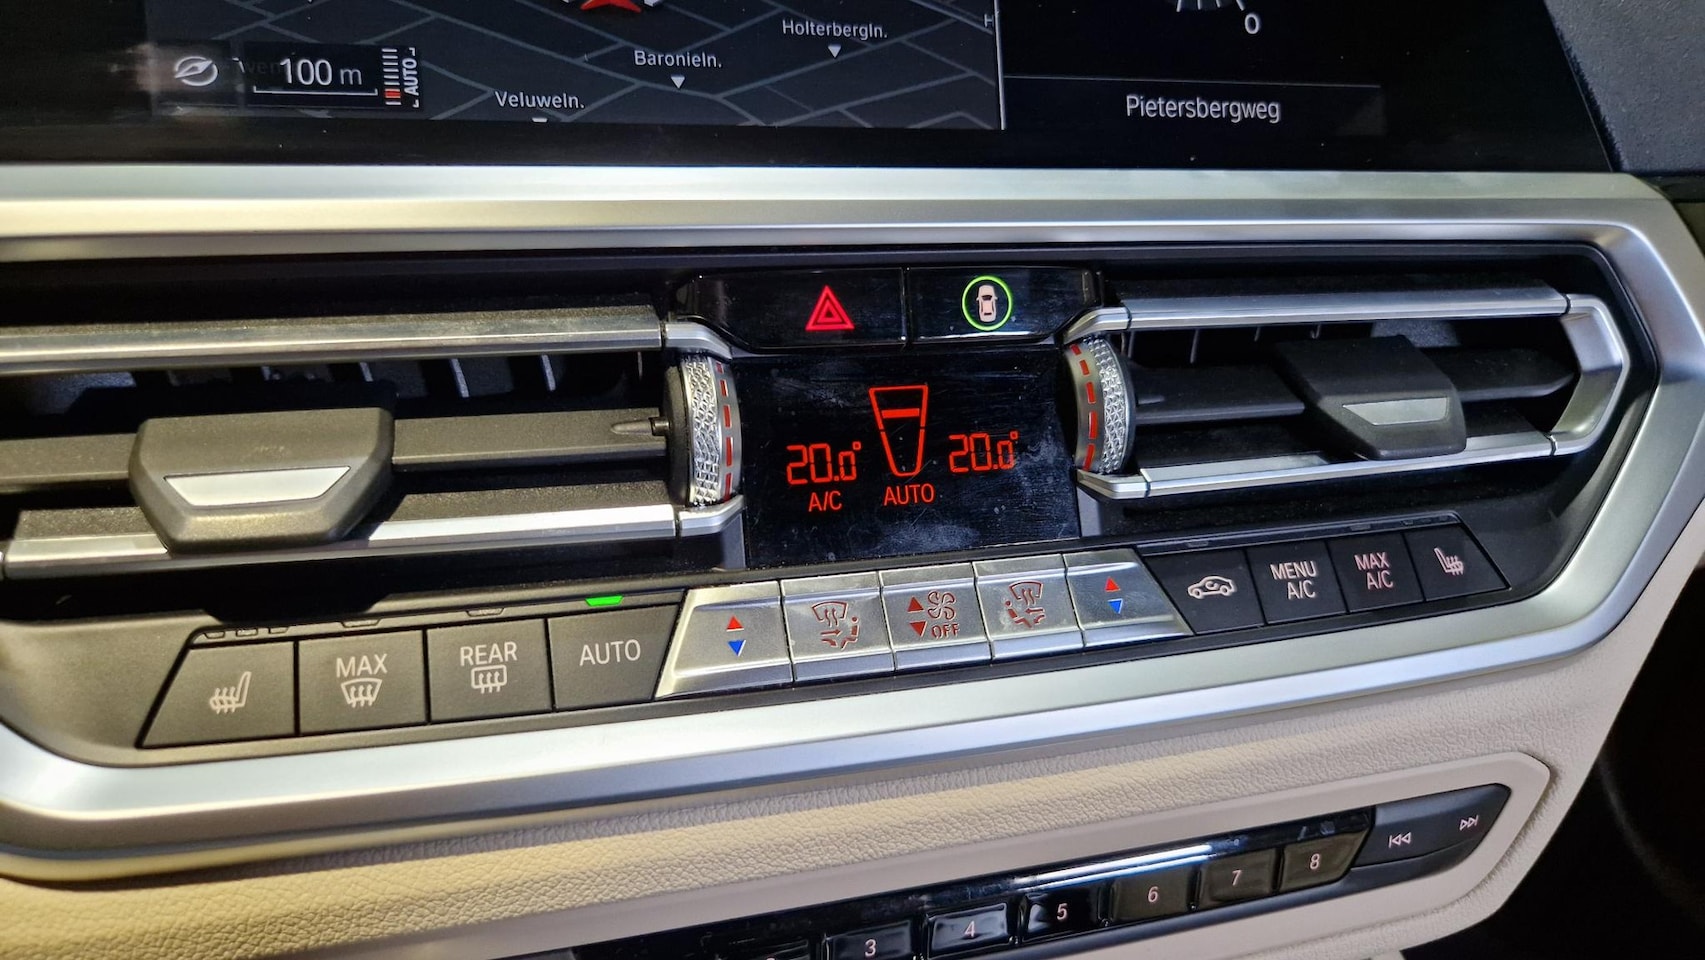 Holterbergln.
0
Baronieln.
100 m
AUTO
Veluweln.
Pietersbergweg
20.0°
20.0°
A/C
AUTO
MAX
REAR
AUTO
OFF
MENU
A/C
MAX
A/C
3
4
5
6
7
8